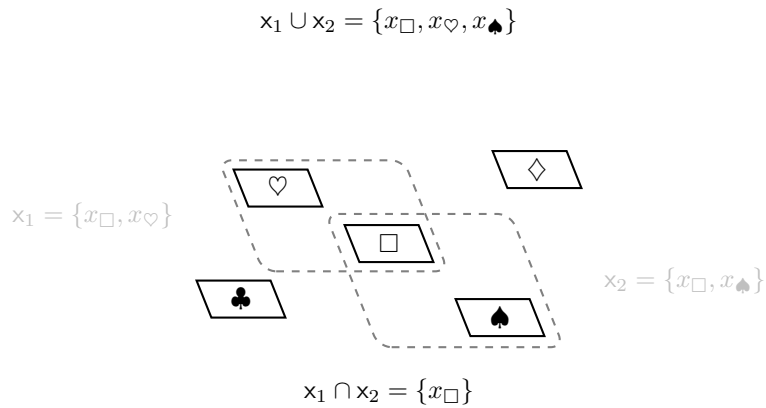 x₁ ∪ x₂ = {x□, x♡, x♠}
♡
♢
x₁ = {x□, x♡}
□
x₂ = {x□, x♠}
♣
♠
x₁ ∩ x₂ = {x□}